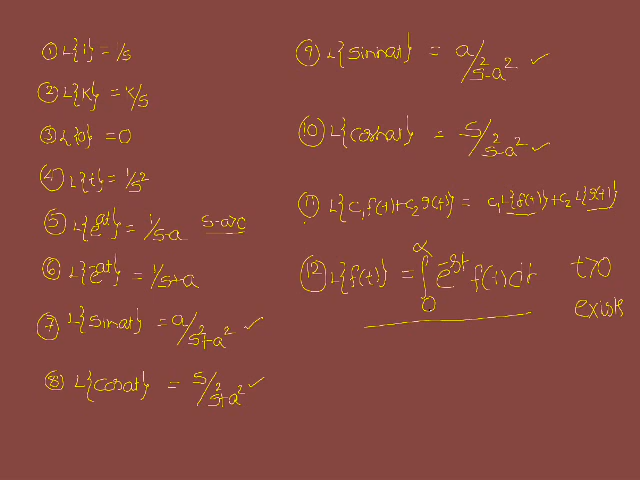 ① L{1} = 1/s
② L{K} = K/s
③ L{0} = 0
④ L{t} = 1/s²
⑤ L{e^at} = 1/s-a s-a>c
⑥ L{e^-at} = 1/s+a
⑦ L{sinat} = a/s²+a² ✓
⑧ L{cosat} = s/s²+a² ✓
⑨ L{sinhat} = a/s²-a² ✓
⑩ L{coshat} = s/s²-a² ✓
⑪ L{c₁f(t)+c₂g(t)} = c₁L{f(t)}+c₂L{g(t)}
⑫ L{f(t)} = ∫₀^∞ e^-st f(t)dt t>0
exists